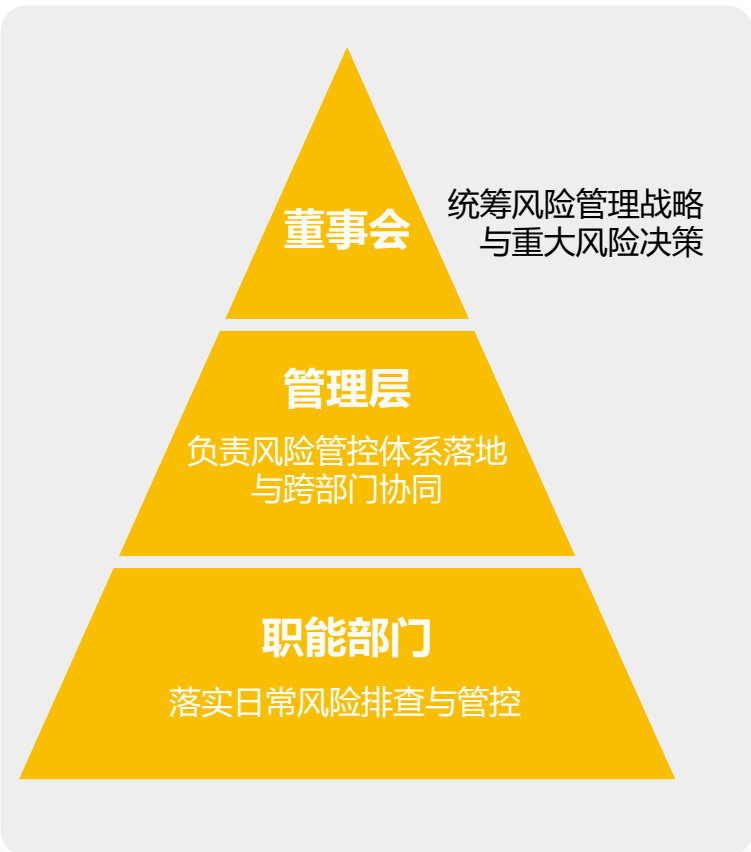 董事会
统筹风险管理战略
与重大风险决策
管理层
负责风险管控体系落地
与跨部门协同
职能部门
落实日常风险排查与管控